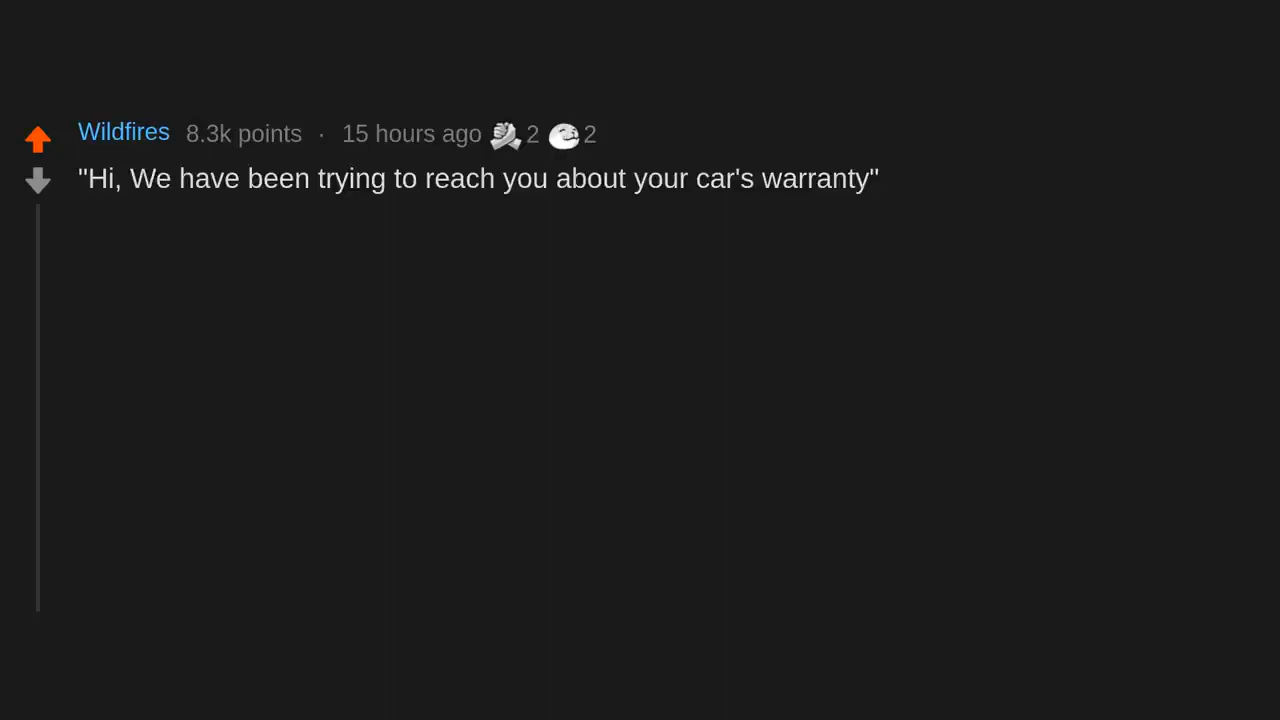 Wildfires 8.3k points · 15 hours ago 2 2
"Hi, We have been trying to reach you about your car's warranty"